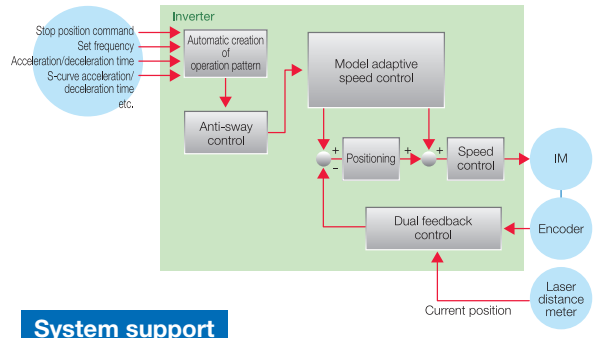 Inverter
Stop position command
Set frequency
Acceleration/deceleration time
S-curve acceleration/
deceleration time
etc.
Automatic creation
of
operation pattern
Anti-sway
control
Model adaptive
speed control
+
−
Positioning
+
+
Speed
control
IM
Dual feedback
control
Encoder
Current position
Laser
distance
meter
System support